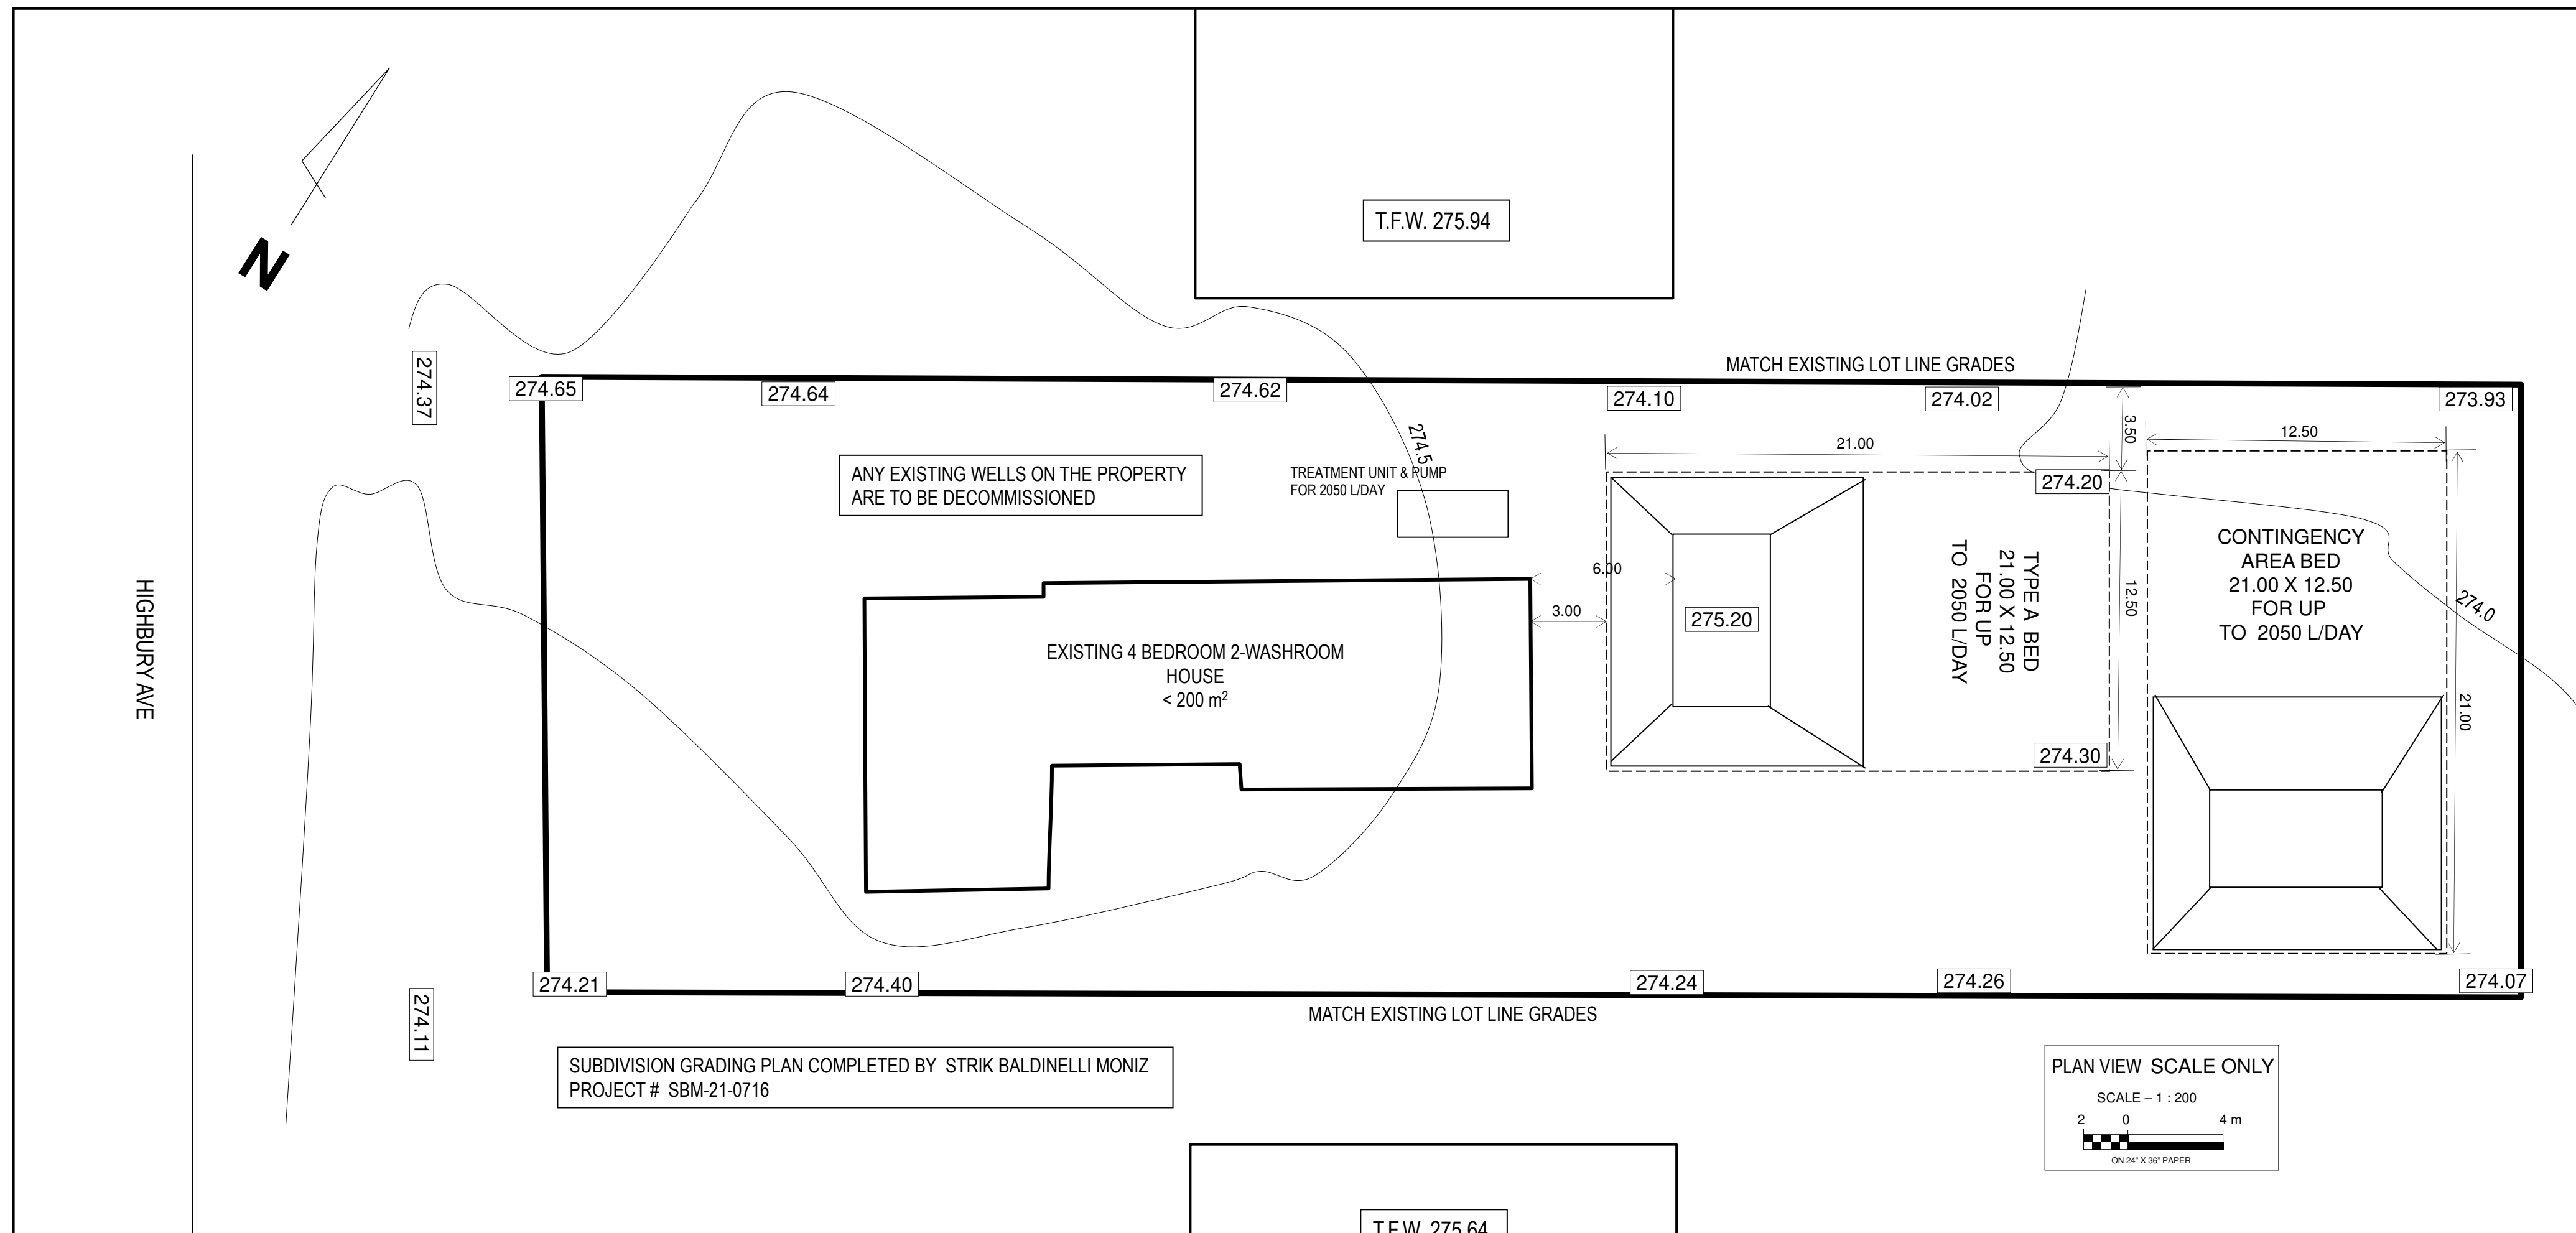 T.F.W. 275.94
N
274.37
MATCH EXISTING LOT LINE GRADES
274.65
274.64
274.62
274.10
274.02
273.93
3.50
12.50
21.00
274.5
ANY EXISTING WELLS ON THE PROPERTY
ARE TO BE DECOMMISSIONED
TREATMENT UNIT & PUMP
FOR 2050 L/DAY
274.20
CONTINGENCY
AREA BED
21.00 X 12.50
FOR UP
TO 2050 L/DAY
TYPE A BED
21.00 X 12.50
FOR UP
TO 2050 L/DAY
12.50
6.00
3.00
275.20
274.0
HIGHBURY AVE
EXISTING 4 BEDROOM 2-WASHROOM
HOUSE
< 200 m²
21.00
274.30
274.21
274.40
274.24
274.26
274.07
274.11
MATCH EXISTING LOT LINE GRADES
SUBDIVISION GRADING PLAN COMPLETED BY STRIK BALDINELLI MONIZ
PROJECT # SBM-21-0716
PLAN VIEW SCALE ONLY
SCALE – 1 : 200
2 0 4 m
ON 24" X 36" PAPER
T.F.W. 275.64